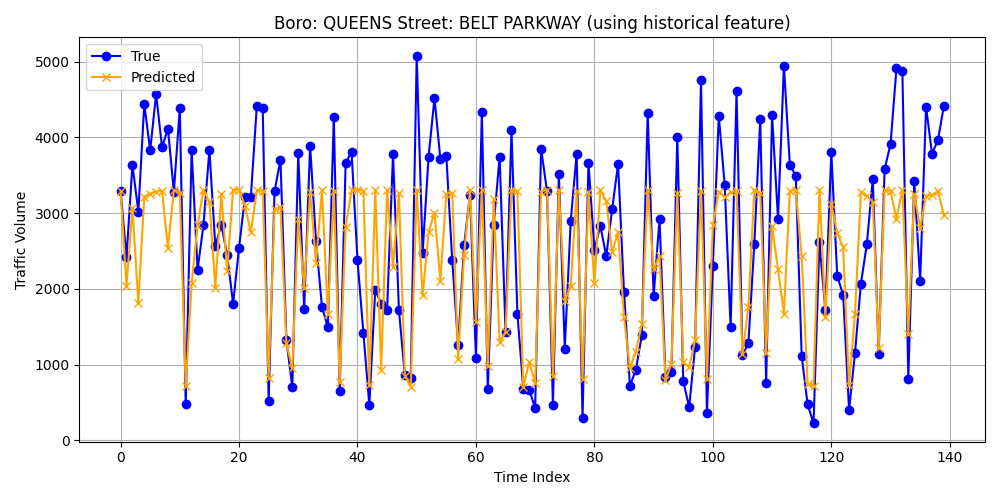 Boro: QUEENS Street: BELT PARKWAY (using historical feature)
True
Predicted
Traffic Volume
5000
4000
3000
2000
1000
0
0 20 40 60 80 100 120 140
Time Index